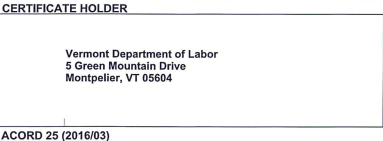 CERTIFICATE HOLDER
Vermont Department of Labor
5 Green Mountain Drive
Montpelier, VT 05604
ACORD 25 (2016/03)